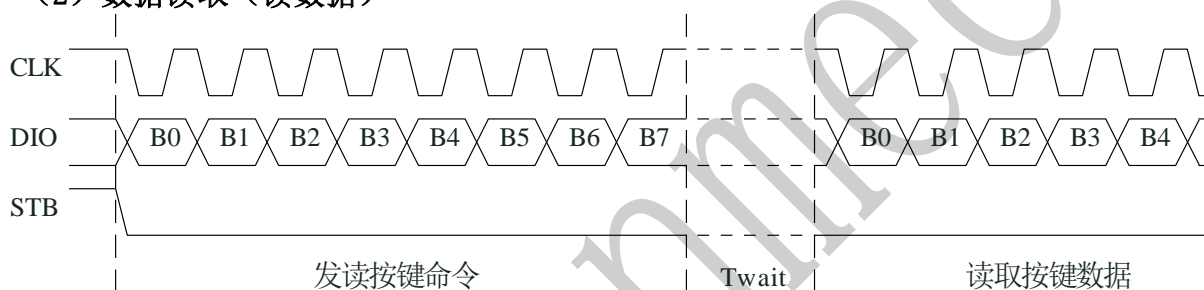 （2）数据读取（读数据）
CLK
DIO B0 B1 B2 B3 B4 B5 B6 B7 B0 B1 B2 B3 B4
STB
发读按键命令 Twait 读取按键数据